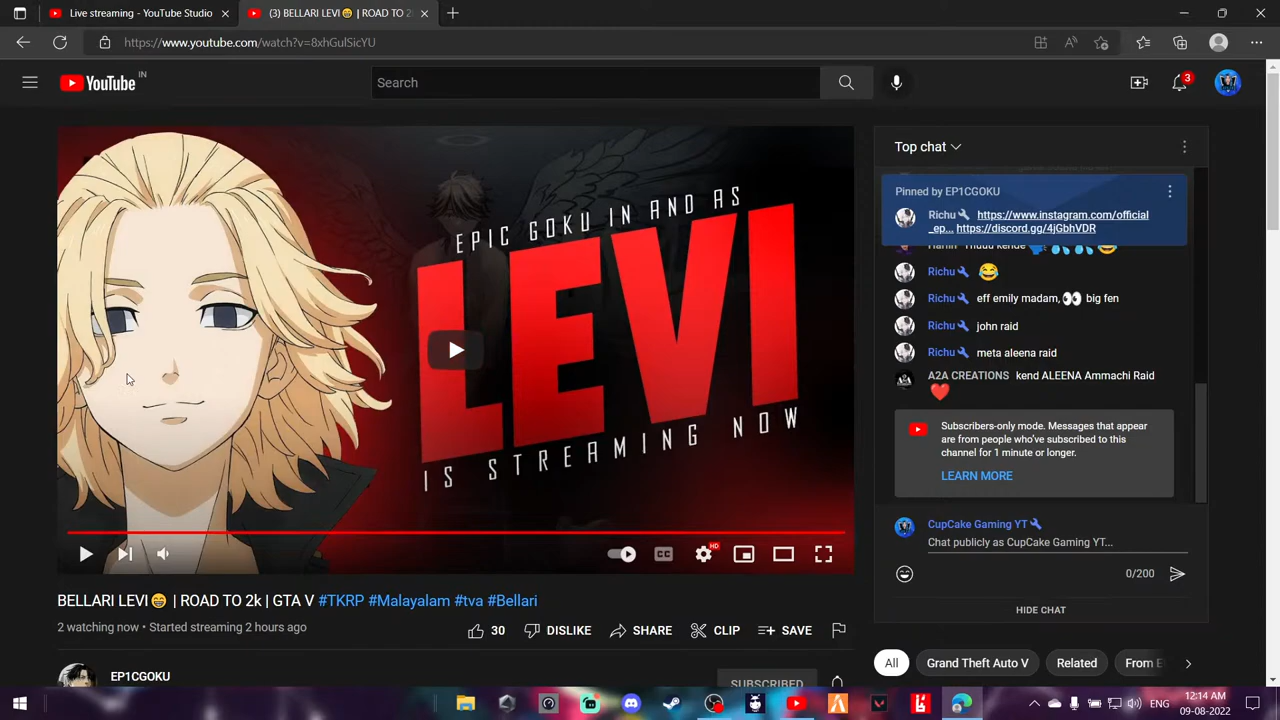 Live streaming - YouTube Studio
(3) BELLARI LEVI😁 | ROAD TO 2
https://www.youtube.com/watch?v=8xhGulSicYU
YouTube IN
Search
3
EPIC GOKU IN AND AS
LEVI
IS STREAMING NOW
HD
CC
BELLARI LEVI😁 | ROAD TO 2k | GTA V #TKRP #Malayalam #tva #Bellari
2 watching now • Started streaming 2 hours ago
30
DISLIKE
SHARE
CLIP
SAVE
EP1CGOKU
SUBSCRIBED
Top chat
Pinned by EP1CGOKU
Richu https://www.instagram.com/official
_ep... https://discord.gg/4jGbhVDR
Richu 😂
Richu eff emily madam, 👀 big fen
Richu john raid
Richu meta aleena raid
A2A CREATIONS kend ALEENA Ammachi Raid
❤️
Subscribers-only mode. Messages that appear
are from people who've subscribed to this
channel for 1 minute or longer.
LEARN MORE
CupCake Gaming YT
Chat publicly as CupCake Gaming YT...
0/200
HIDE CHAT
All
Grand Theft Auto V
Related
From E
ENG
12:14 AM
09-08-2022